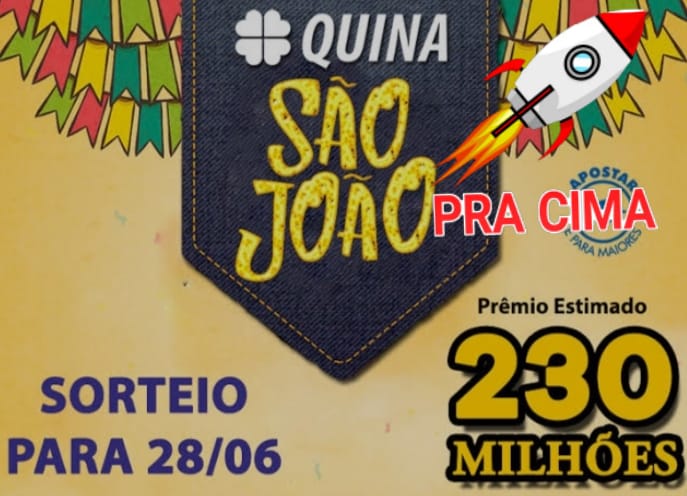 QUINA
SÃO
JOÃO
PRA CIMA
APOSTAR
É PARA MAIORES
Prêmio Estimado
230
MILHÕES
SORTEIO
PARA 28/06